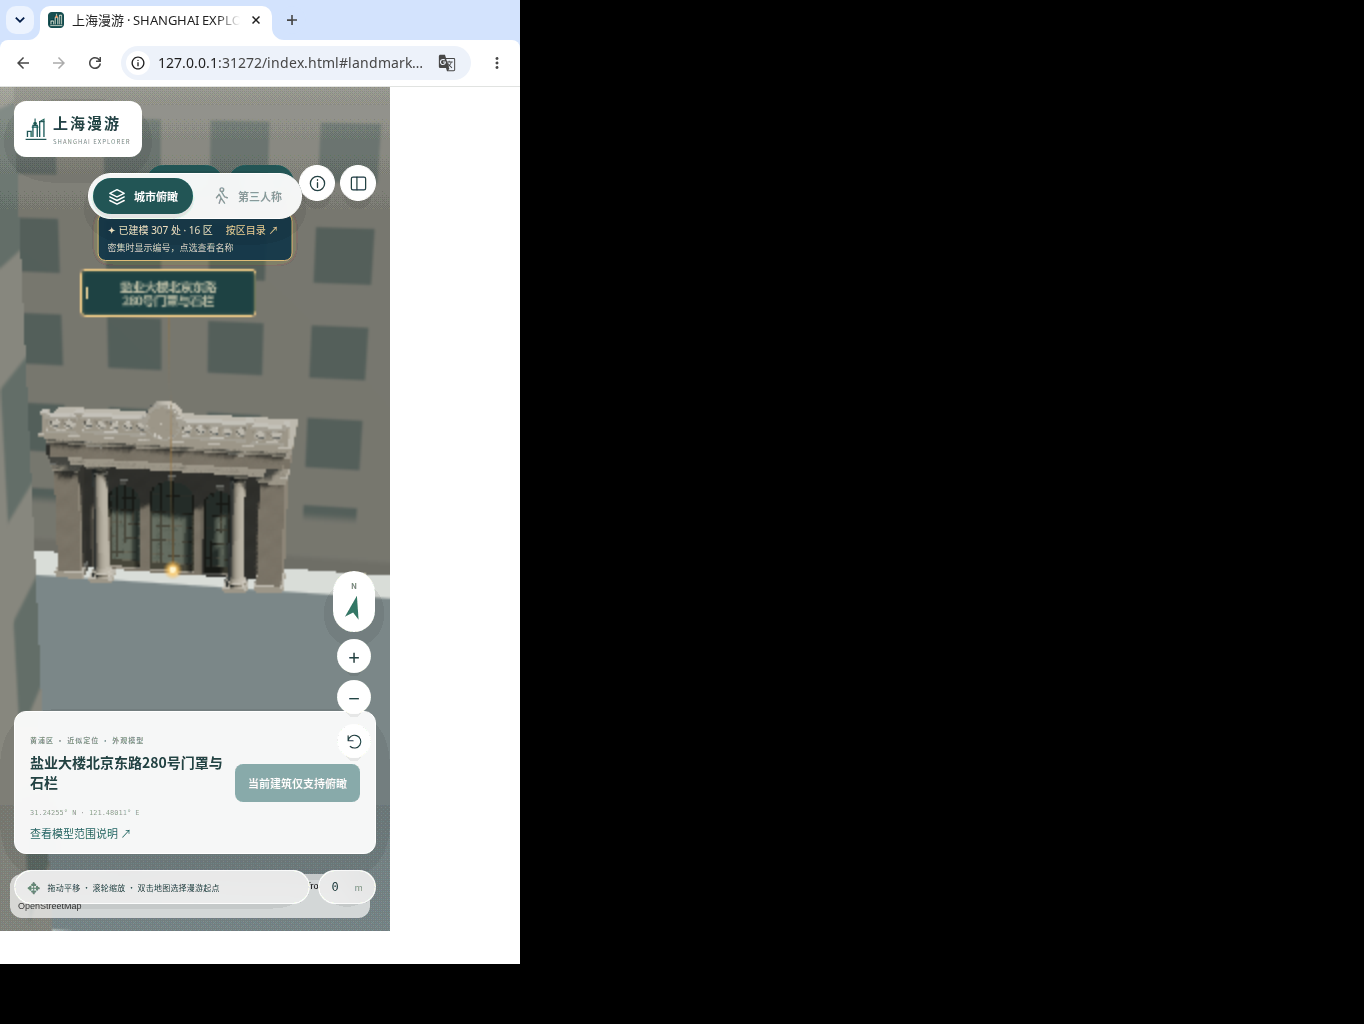 上海漫游 · SHANGHAI EXPLO
127.0.0.1:31272/index.html#landmark...
上海漫游
SHANGHAI EXPLORER
城市俯瞰
第三人称
✦ 已建模 307 处 · 16 区 按区目录 ↗
密集时显示编号，点选查看名称
盐业大楼北京东路
280号门罩与石栏
N
+
−
黄浦区 · 近似定位 · 外观模型
盐业大楼北京东路280号门罩与
石栏
当前建筑仅支持俯瞰
31.24255° N · 121.48011° E
查看模型范围说明 ↗
拖动平移 · 滚轮缩放 · 双击地图选择漫游起点
0 m
OpenStreetMap